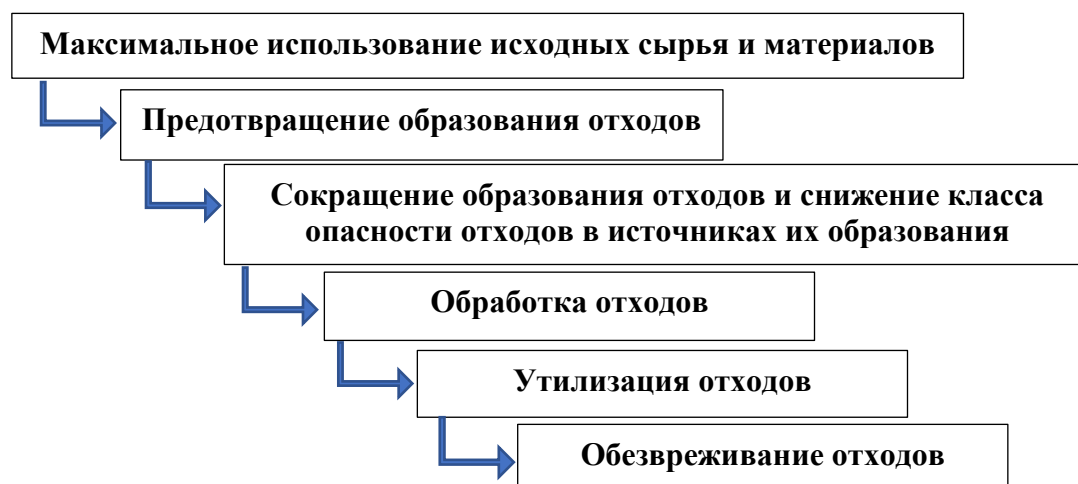 Максимальное использование исходных сырья и материалов
Предотвращение образования отходов
Сокращение образования отходов и снижение класса
опасности отходов в источниках их образования
Обработка отходов
Утилизация отходов
Обезвреживание отходов